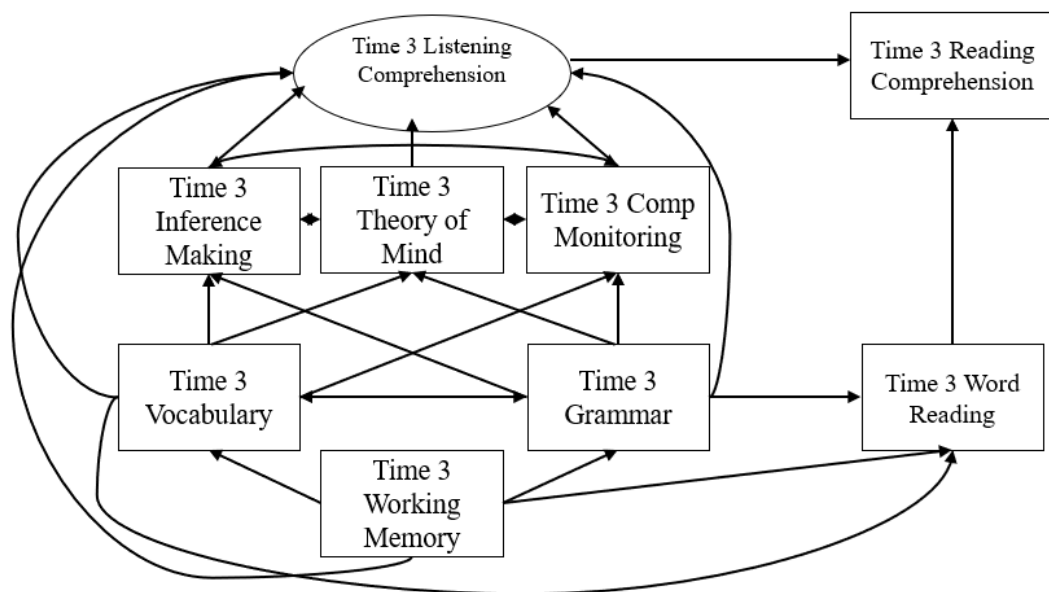 Time 3 Listening
Comprehension
Time 3 Reading
Comprehension
Time 3
Inference
Making
Time 3
Theory of
Mind
Time 3 Comp
Monitoring
Time 3
Vocabulary
Time 3
Grammar
Time 3 Word
Reading
Time 3
Working
Memory